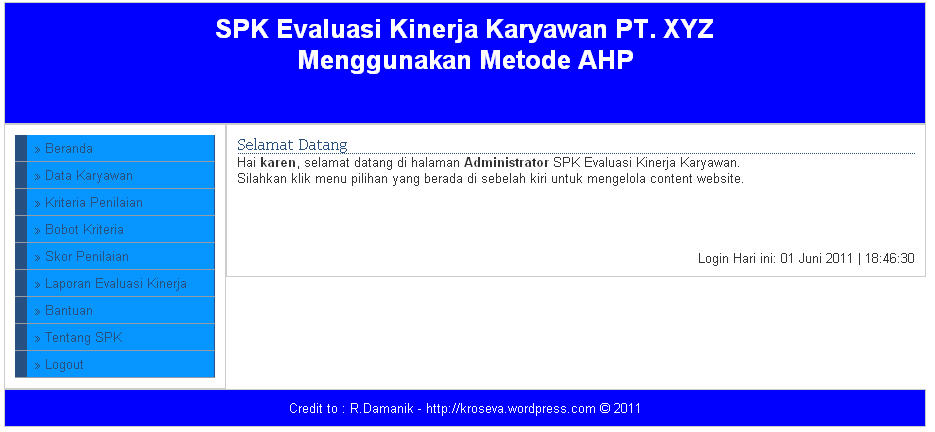 SPK Evaluasi Kinerja Karyawan PT. XYZ
Menggunakan Metode AHP
» Beranda
» Data Karyawan
» Kriteria Penilaian
» Bobot Kriteria
» Skor Penilaian
» Laporan Evaluasi Kinerja
» Bantuan
» Tentang SPK
» Logout
Selamat Datang
Hai karen, selamat datang di halaman Administrator SPK Evaluasi Kinerja Karyawan.
Silahkan klik menu pilihan yang berada di sebelah kiri untuk mengelola content website.
Login Hari ini: 01 Juni 2011 | 18:46:30
Credit to : R.Damanik - http://kroseva.wordpress.com © 2011